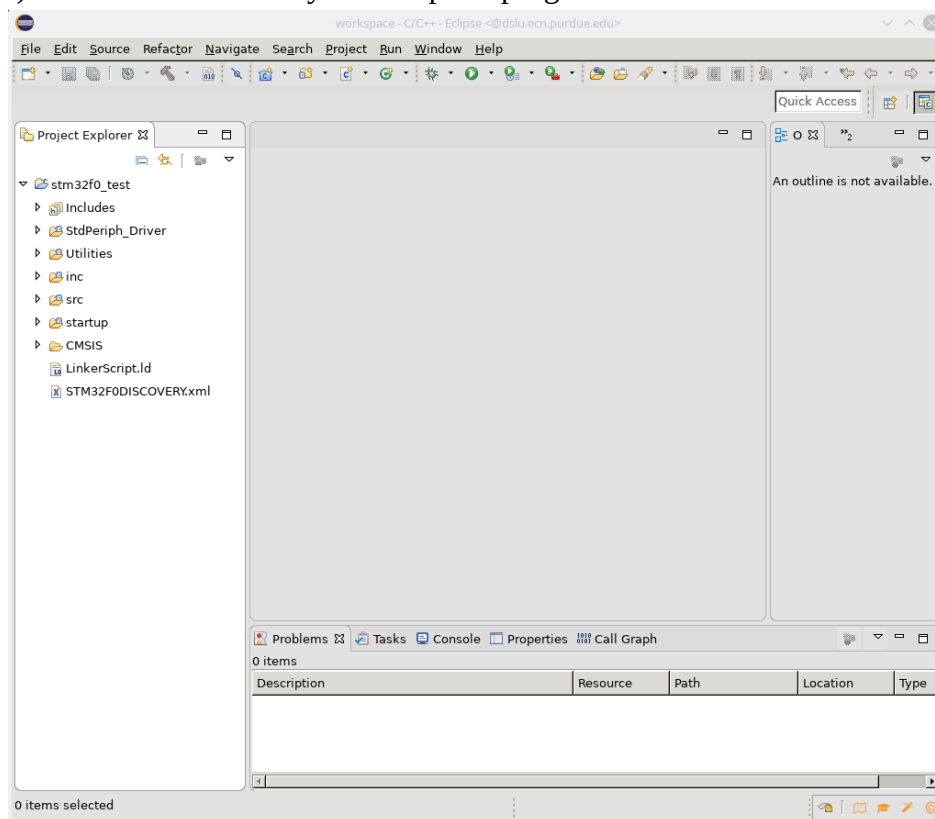 workspace - C/C++ - Eclipse <@dslu.ecn.purdue.edu>
File Edit Source Refactor Navigate Search Project Run Window Help
Quick Access
Project Explorer
O
»2
An outline is not available.
stm32f0_test
Includes
StdPeriph_Driver
Utilities
inc
src
startup
CMSIS
LinkerScript.ld
STM32F0DISCOVERY.xml
Problems Tasks Console Properties Call Graph
0 items
Description Resource Path Location Type
0 items selected